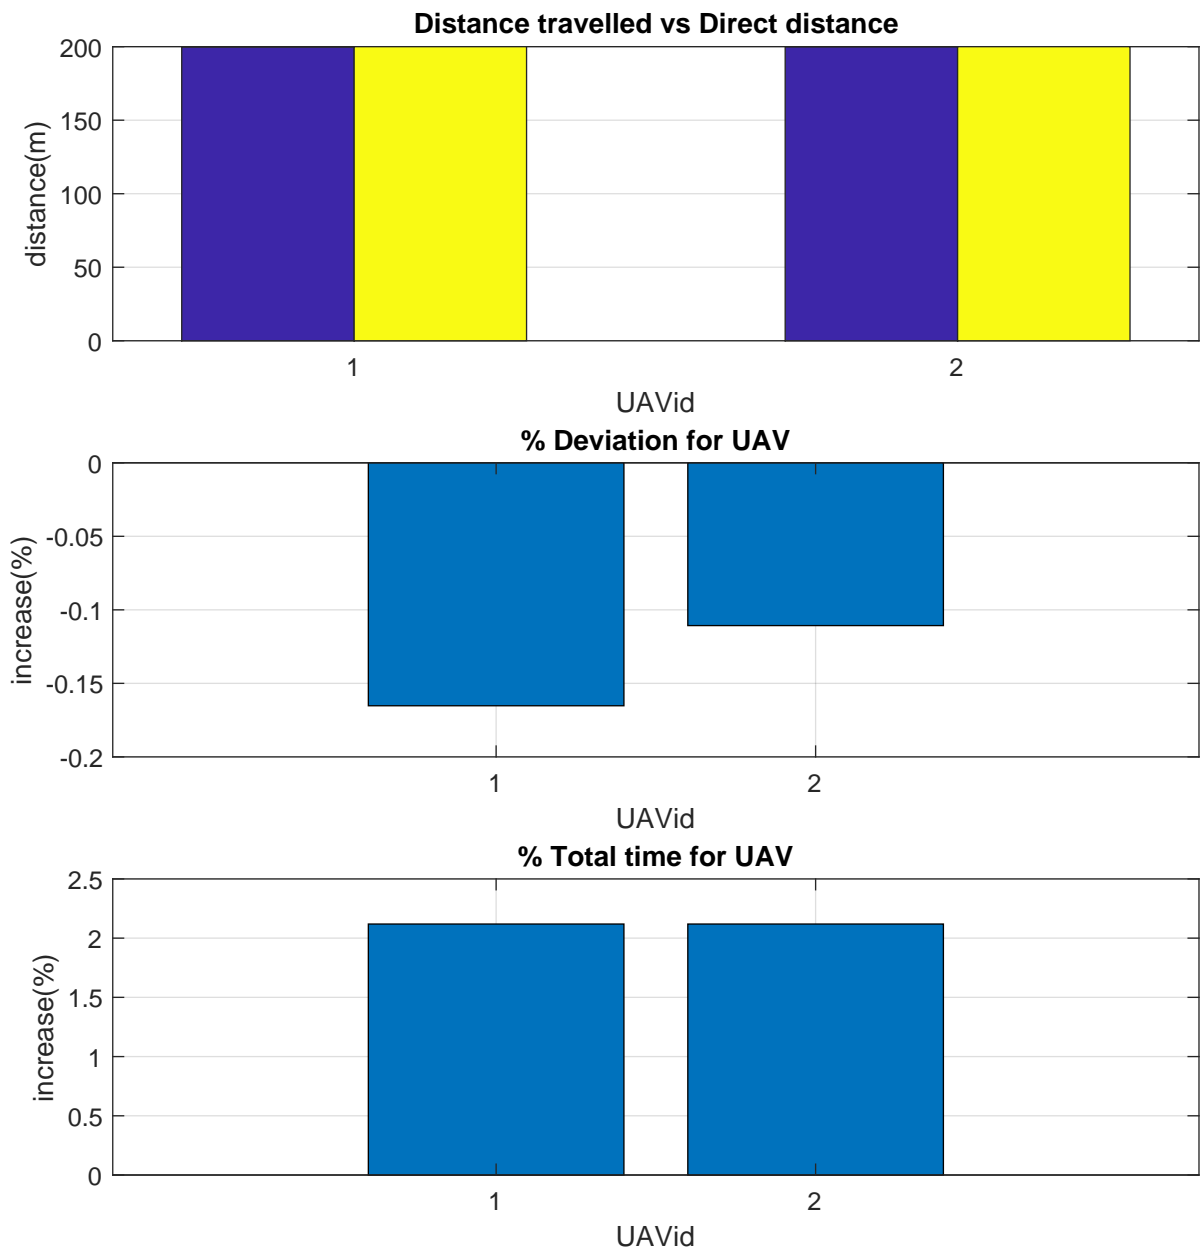 Distance travelled vs Direct distance
200
150
100
50
0
distance(m)
1 2
UAVid
% Deviation for UAV
0
-0.05
-0.1
-0.15
-0.2
increase(%)
1 2
UAVid
% Total time for UAV
2.5
2
1.5
1
0.5
0
increase(%)
1 2
UAVid